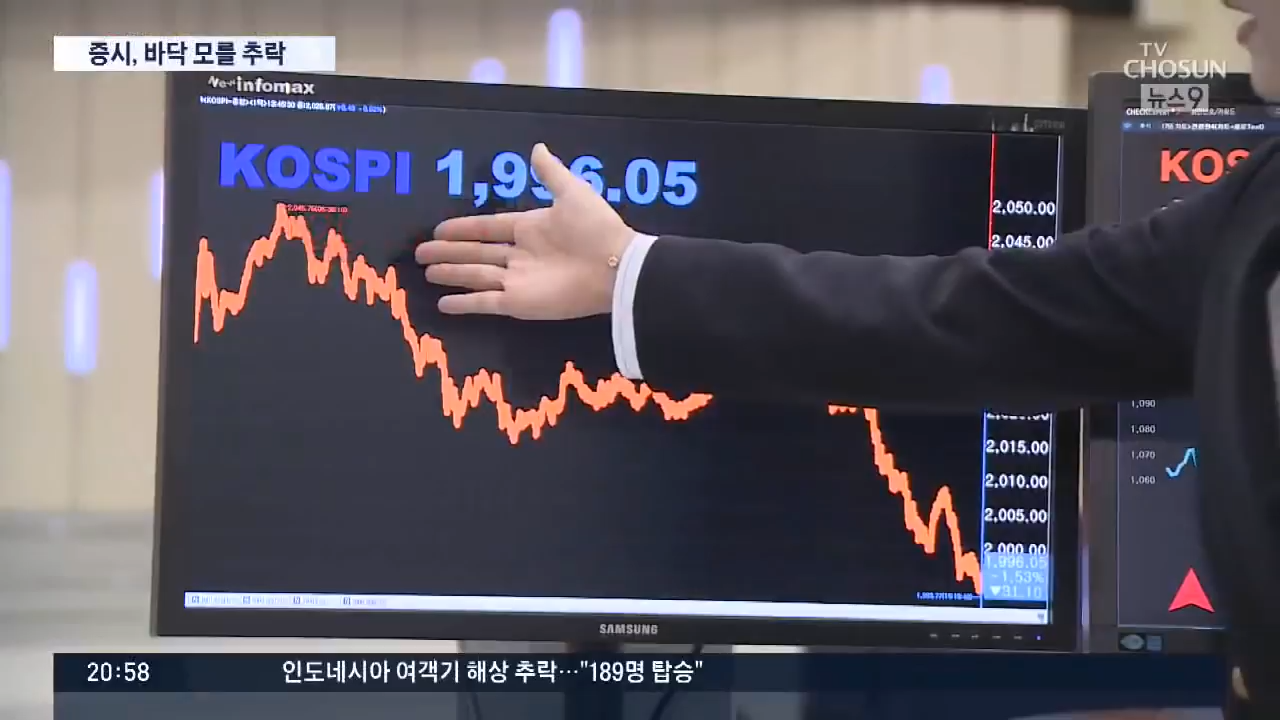 증시, 바닥 모를 추락
TV
CHOSUN
뉴스9
infomax
KOSPI 1,996.05
KOS
2,050.00
2,045.00
2,015.00
2,010.00
2,005.00
2,000.00
1,996.05
-1.53%
▼31.10
1,090
1,080
1,070
1,060
SAMSUNG
20:58 인도네시아 여객기 해상 추락…"189명 탑승"